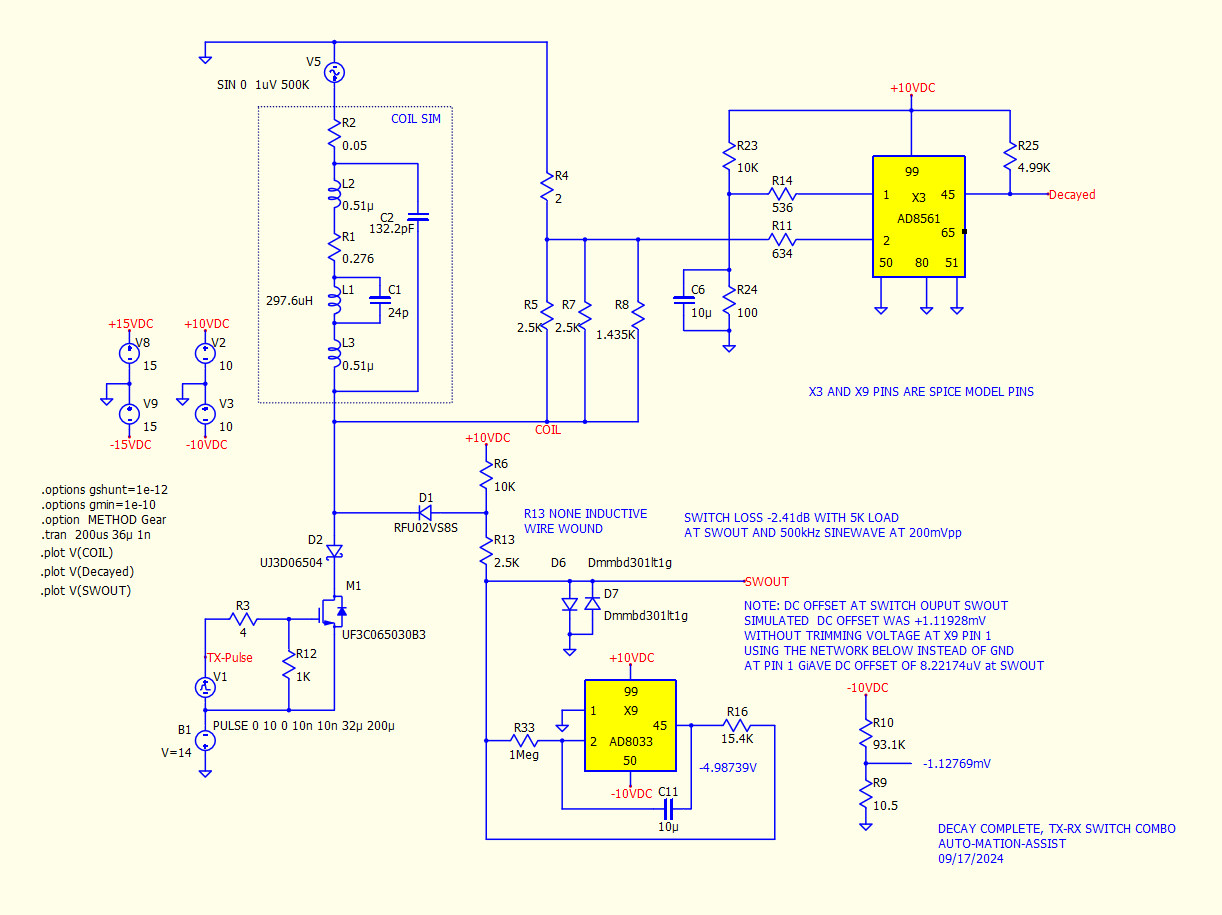 V5
SIN 0 1uV 500K
COIL SIM
R2
0.05
L2
0.51µ
C2
132.2pF
R1
0.276
L1
297.6uH
C1
24p
L3
0.51µ
R4
2
R5
2.5K
R7
2.5K
R8
1.435K
COIL
+10VDC
R23
10K
R14
536
R11
634
R25
4.99K
99
1
X3
45
AD8561
65
2
50
80
51
Decayed
C6
10µ
R24
100
X3 AND X9 PINS ARE SPICE MODEL PINS
+15VDC
V8
15
V9
15
-15VDC
+10VDC
V2
10
V3
10
-10VDC
.options gshunt=1e-12
.options gmin=1e-10
.option METHOD Gear
.tran 200us 36µ 1n
.plot V(COIL)
.plot V(Decayed)
.plot V(SWOUT)
+10VDC
R6
10K
D1
RFU02VS8S
R13 NONE INDUCTIVE
WIRE WOUND
SWITCH LOSS -2.41dB WITH 5K LOAD
AT SWOUT AND 500kHz SINEWAVE AT 200mVpp
D2
UJ3D06504
R13
2.5K
D6
Dmmbd301lt1g
SWOUT
D7
Dmmbd301lt1g
M1
UF3C065030B3
R3
4
TX-Pulse
R12
1K
V1
PULSE 0 10 0 10n 10n 32µ 200µ
B1
V=14
NOTE: DC OFFSET AT SWITCH OUPUT SWOUT
SIMULATED DC OFFSET WAS +1.11928mV
WITHOUT TRIMMING VOLTAGE AT X9 PIN 1
USING THE NETWORK BELOW INSTEAD OF GND
AT PIN 1 GiAVE DC OFFSET OF 8.22174uV at SWOUT
+10VDC
99
1
X9
45
2
AD8033
50
-10VDC
R33
1Meg
R16
15.4K
-4.98739V
C11
10µ
-10VDC
R10
93.1K
-1.12769mV
R9
10.5
DECAY COMPLETE, TX-RX SWITCH COMBO
AUTO-MATION-ASSIST
09/17/2024